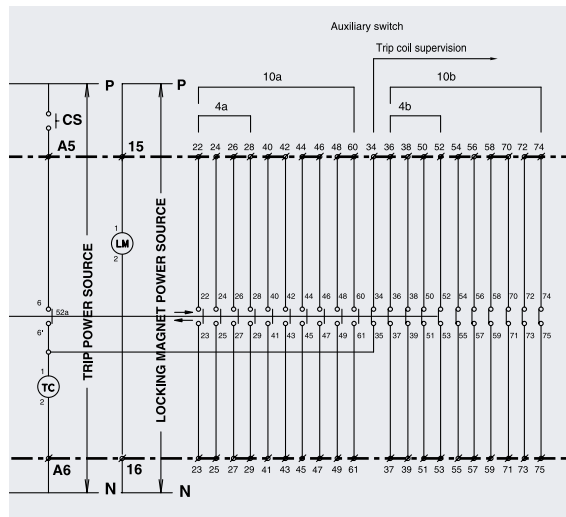 Auxiliary switch
Trip coil supervision
10a 10b
P P
4a 4b
CS
A5 15 22 24 26 28 40 42 44 46 48 60 34 36 38 50 52 54 56 58 70 72 74
1
LM
2
TRIP POWER SOURCE
LOCKING MAGNET POWER SOURCE
6 22 24 26 28 40 42 44 46 48 60 34 36 38 50 52 54 56 58 70 72 74
52a
6' 23 25 27 29 41 43 45 47 49 61 35 37 39 51 53 55 57 59 71 73 75
1
TC
2
A6 16 23 25 27 29 41 43 45 47 49 61 37 39 51 53 55 57 59 71 73 75
N N